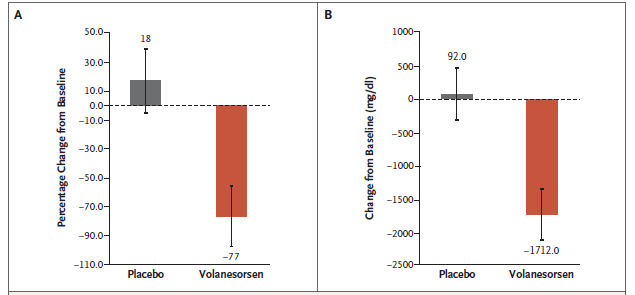 A
Percentage Change from Baseline
50.0
30.0
10.0
0.0
−10.0
−30.0
−50.0
−70.0
−90.0
−110.0
18
−77
Placebo
Volanesorsen
B
Change from Baseline (mg/dl)
1000
500
0
−500
−1000
−1500
−2000
−2500
92.0
−1712.0
Placebo
Volanesorsen